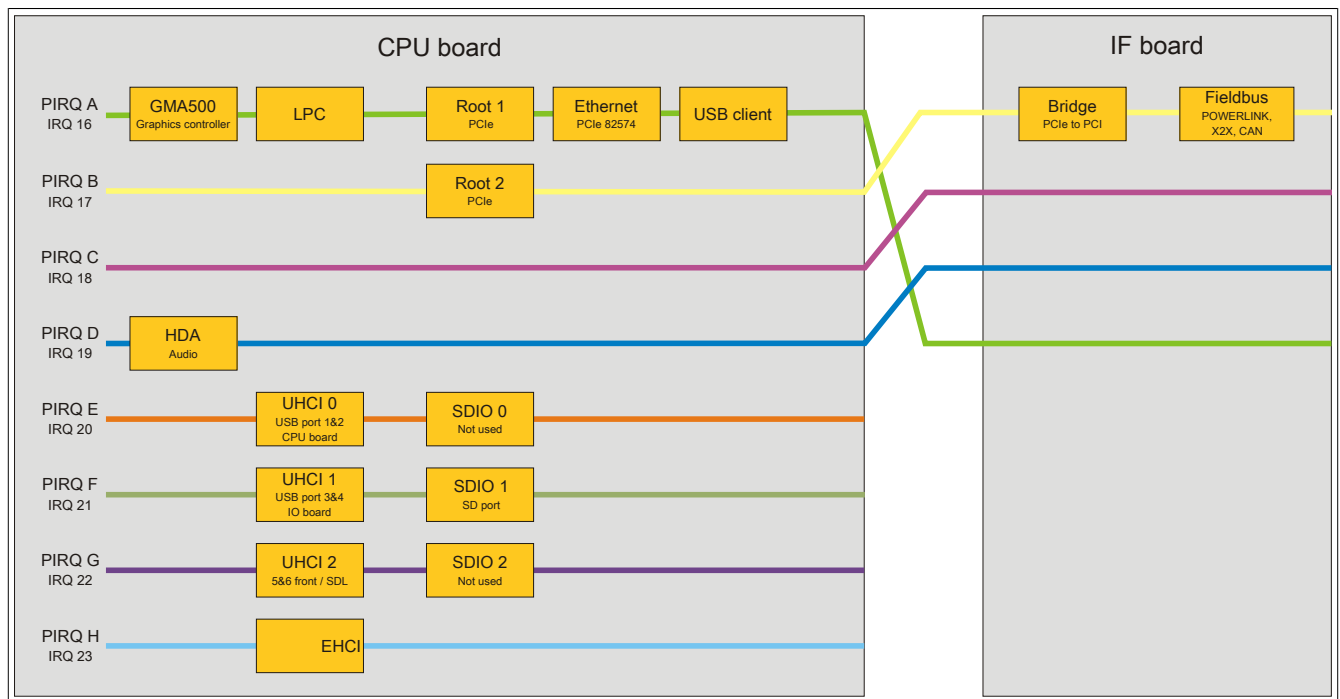 CPU board
IF board
PIRQ A
IRQ 16
GMA500
Graphics controller
LPC
Root 1
PCIe
Ethernet
PCIe 82574
USB client
Bridge
PCIe to PCI
Fieldbus
POWERLINK,
X2X, CAN
PIRQ B
IRQ 17
Root 2
PCIe
PIRQ C
IRQ 18
PIRQ D
IRQ 19
HDA
Audio
PIRQ E
IRQ 20
UHCI 0
USB port 1&2
CPU board
SDIO 0
Not used
PIRQ F
IRQ 21
UHCI 1
USB port 3&4
IO board
SDIO 1
SD port
PIRQ G
IRQ 22
UHCI 2
5&6 front / SDL
SDIO 2
Not used
PIRQ H
IRQ 23
EHCI